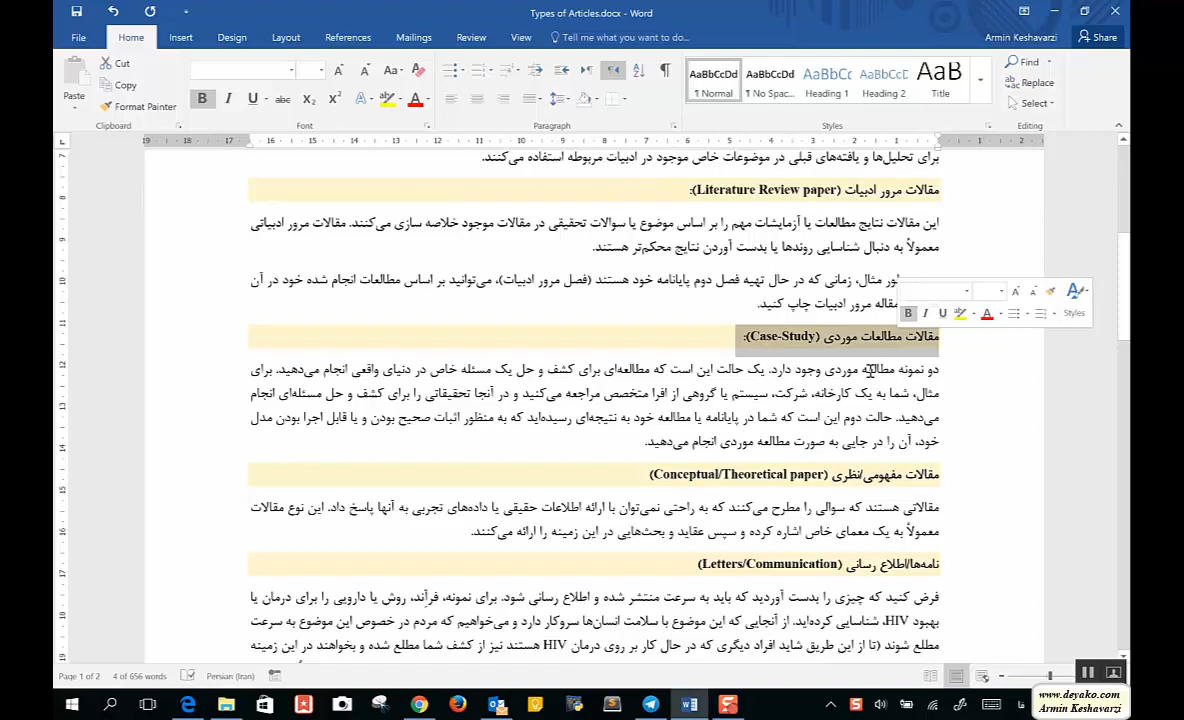 Types of Articles.docx - Word
Armin Keshavarzi
Share
File
Home
Insert
Design
Layout
References
Mailings
Review
View
Tell me what you want to do...
Paste
Cut
Copy
Format Painter
Clipboard
Font
Paragraph
AaBbCcDd
¶ Normal
AaBbCcDd
¶ No Spac...
AaBbCcDd
Heading 1
AaBbCcDd
Heading 2
AaB
Title
Styles
Find
Replace
Select
Editing
برای تحلیل‌ها و یافته‌های قبلی در موضوعات خاص موجود در ادبیات مربوطه استفاده می‌کنند.
مقالات مرور ادبیات (Literature Review paper):
این مقالات نتایج مطالعات یا آزمایشات مهم را بر اساس موضوع یا سوالات تحقیقی در مقالات موجود خلاصه سازی می‌کنند. مقالات مرور ادبیاتی
معمولاً به دنبال شناسایی روندها یا بدست آوردن نتایج محکم‌تر هستند.
ور مثال، زمانی که در حال تهیه فصل دوم پایانامه خود هستند (فصل مرور ادبیات)، می‌توانید بر اساس مطالعات انجام شده خود در آن
مقاله مرور ادبیات چاپ کنید.
Styles
مقالات مطالعات موردی (Case-Study):
دو نمونه مطالعه موردی وجود دارد. یک حالت این است که مطالعه‌ای برای کشف و حل یک مسئله خاص در دنیای واقعی انجام می‌دهید. برای
مثال، شما به یک کارخانه، شرکت، سیستم یا گروهی از افرا متخصص مراجعه می‌کنید و در آنجا تحقیقاتی را برای کشف و حل مسئله‌ای انجام
می‌دهید. حالت دوم این است که شما در پایانامه یا مطالعه خود به نتیجه‌ای رسیده‌اید که به منظور اثبات صحیح بودن و یا قابل اجرا بودن مدل
خود، آن را در جایی به صورت مطالعه موردی انجام می‌دهید.
مقالات مفهومی/نظری (Conceptual/Theoretical paper)
مقالاتی هستند که سوالی را مطرح می‌کنند که به راحتی نمی‌توان با ارائه اطلاعات حقیقی یا داده‌های تجربی به آنها پاسخ داد. این نوع مقالات
معمولاً به یک معمای خاص اشاره کرده و سپس عقاید و بحث‌هایی در این زمینه را ارائه می‌کنند.
نامه‌ها/اطلاع رسانی (Letters/Communication)
فرض کنید که چیزی را بدست آوردید که باید به سرعت منتشر شده و اطلاع رسانی شود. برای نمونه، فرآند، روش یا دارویی را برای درمان یا
بهبود HIV، شناسایی کرده‌اید. از آنجایی که این موضوع با سلامت انسان‌ها سروکار دارد و می‌خواهیم که مردم در خصوص این موضوع به سرعت
مطلع شوند (تا از این طریق شاید افراد دیگری که در حال کار بر روی درمان HIV هستند نیز از کشف شما مطلع شده و بخواهند در این زمینه
Page 1 of 2
4 of 656 words
Persian (Iran)
www.deyako.com
Armin Keshavarzi